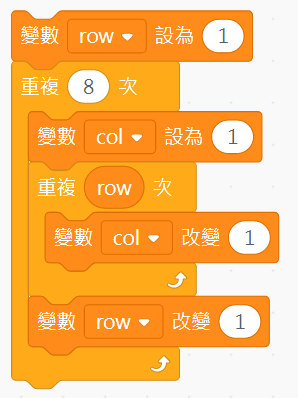 變數 row 設為 1
重複 8 次
變數 col 設為 1
重複 row 次
變數 col 改變 1
變數 row 改變 1